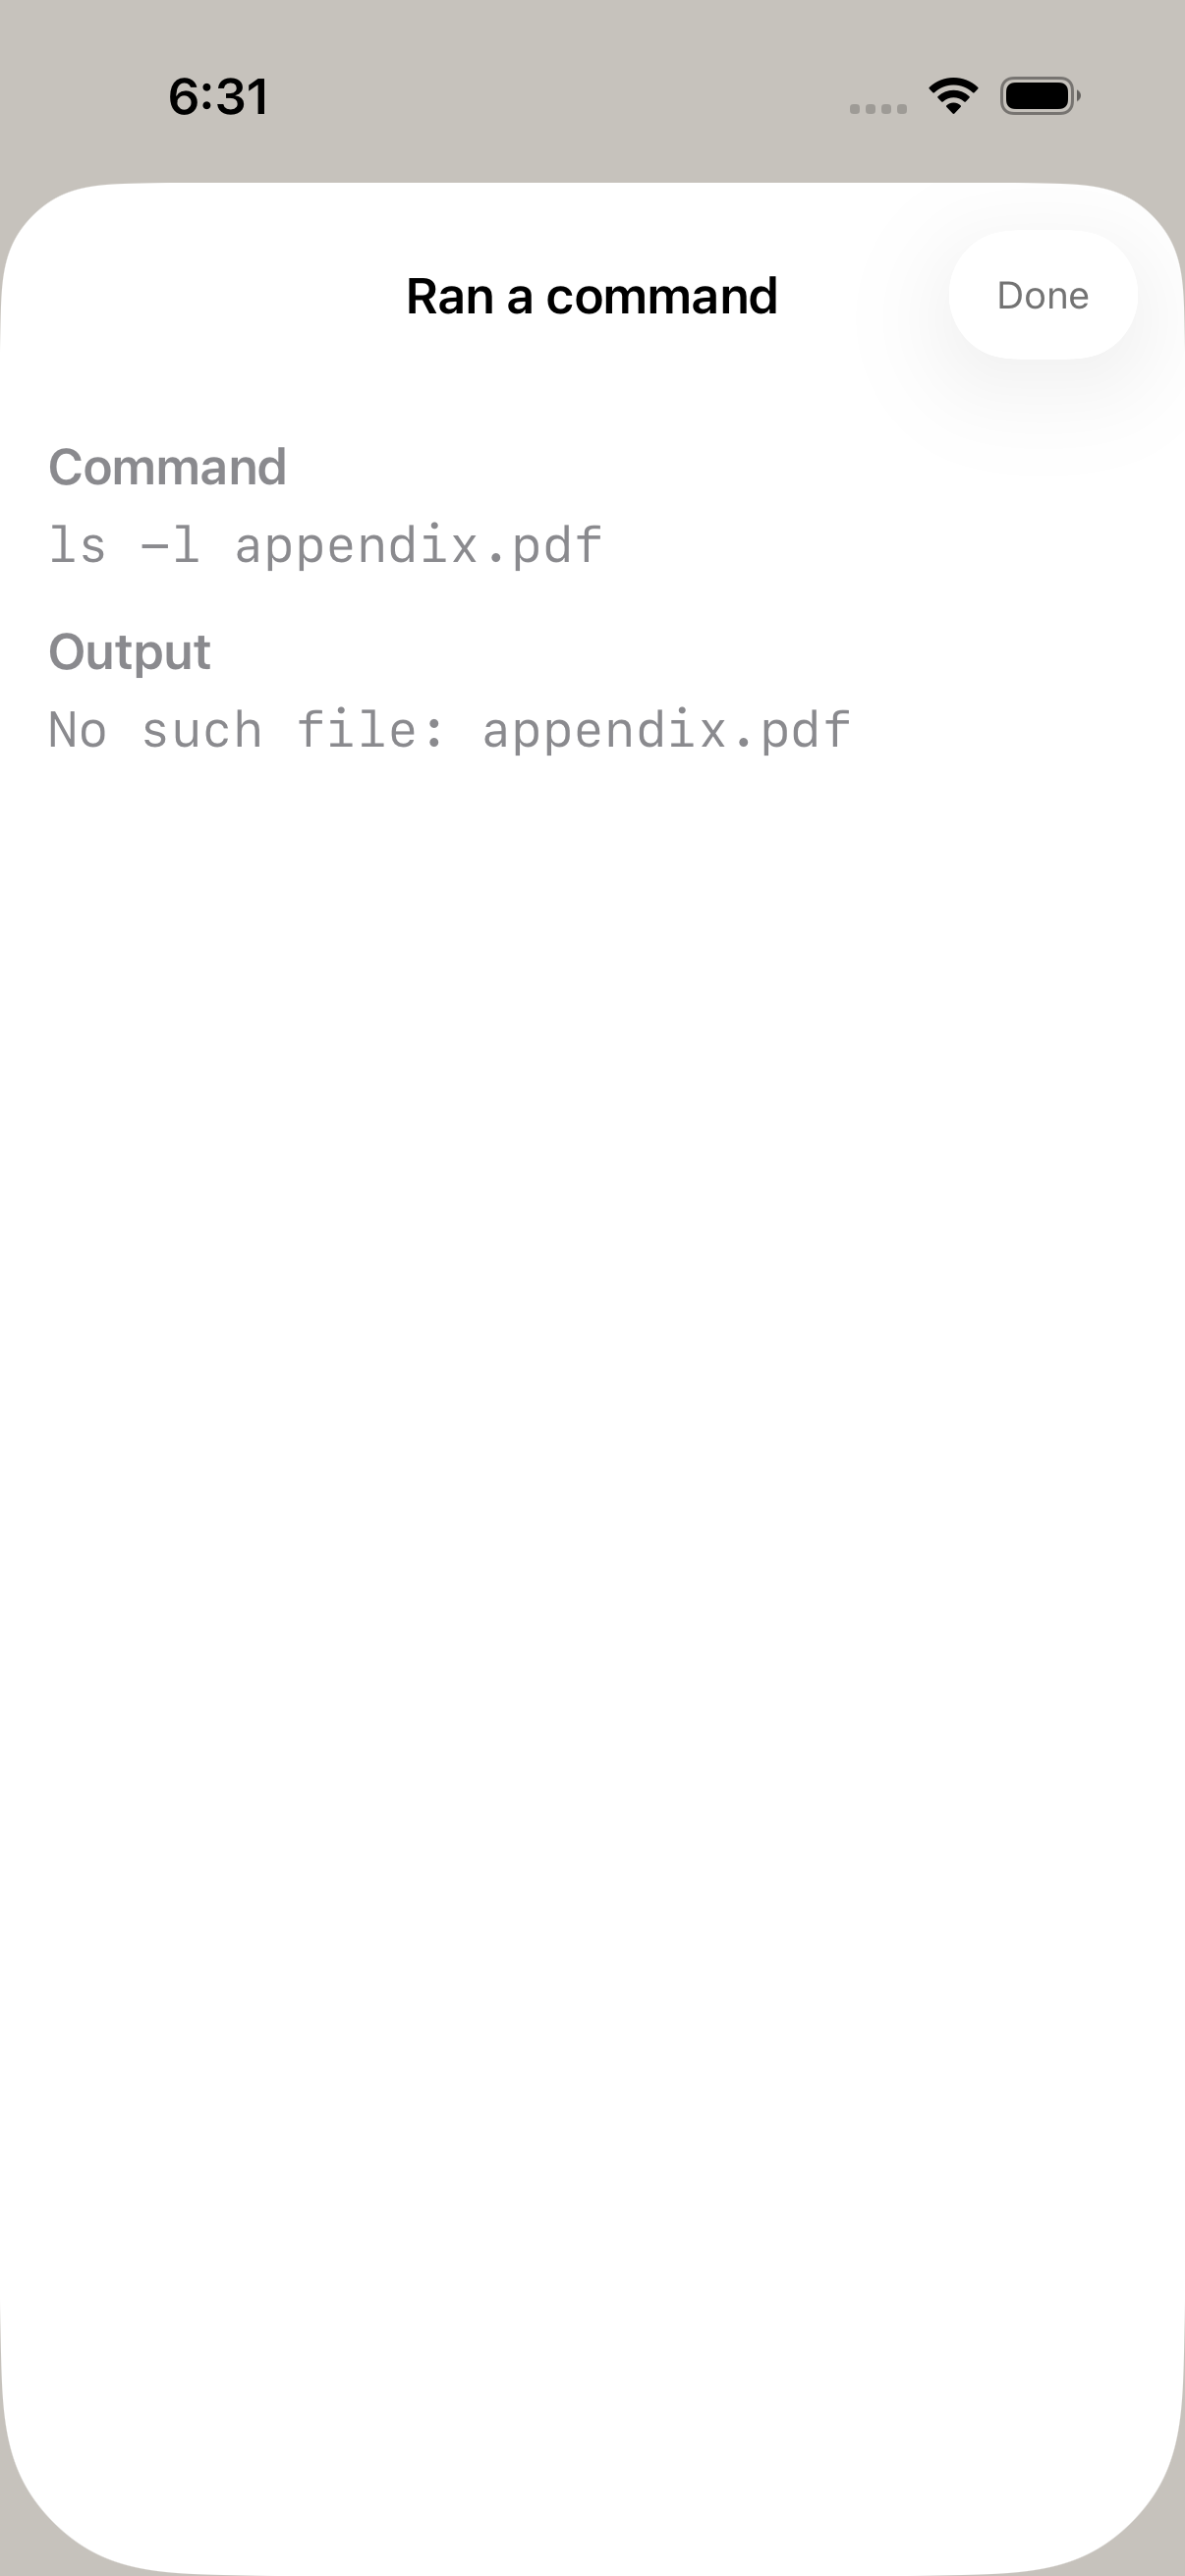 6:31
Ran a command
Done
Command
ls -l appendix.pdf
Output
No such file: appendix.pdf